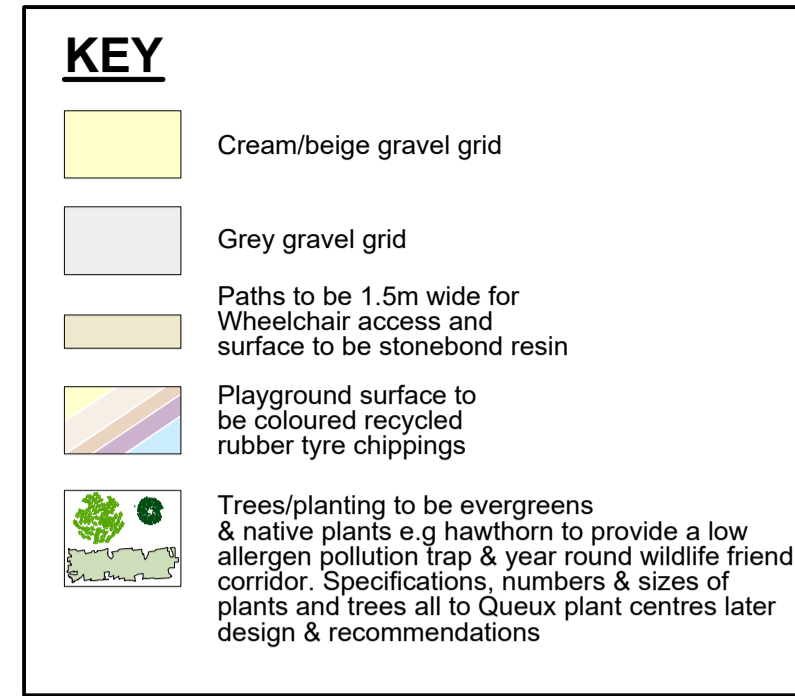 KEY
Cream/beige gravel grid
Grey gravel grid
Paths to be 1.5m wide for
Wheelchair access and
surface to be stonebond resin
Playground surface to
be coloured recycled
rubber tyre chippings
Trees/planting to be evergreens
& native plants e.g hawthorn to provide a low
allergen pollution trap & year round wildlife friend
corridor. Specifications, numbers & sizes of
plants and trees all to Queux plant centres later
design & recommendations